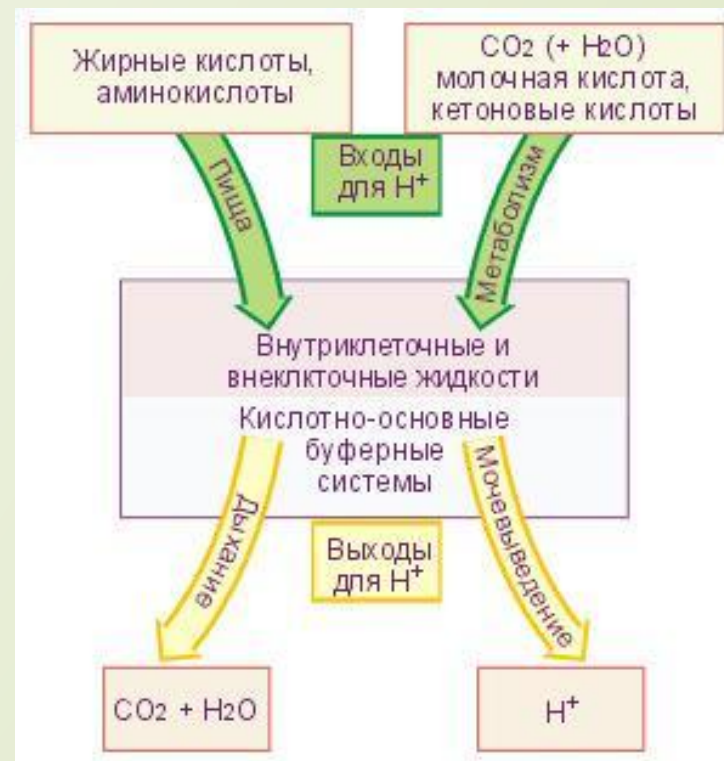 Жирные кислоты,
аминокислоты
CO2 (+ H2O)
молочная кислота,
кетоновые кислоты
Входы
для H+
Пища
Метаболизм
Внутриклеточные и
внеклкточные жидкости
Кислотно-основные
буферные
системы
Дыхание
Мочевыведение
Выходы
для H+
CO2 + H2O
H+